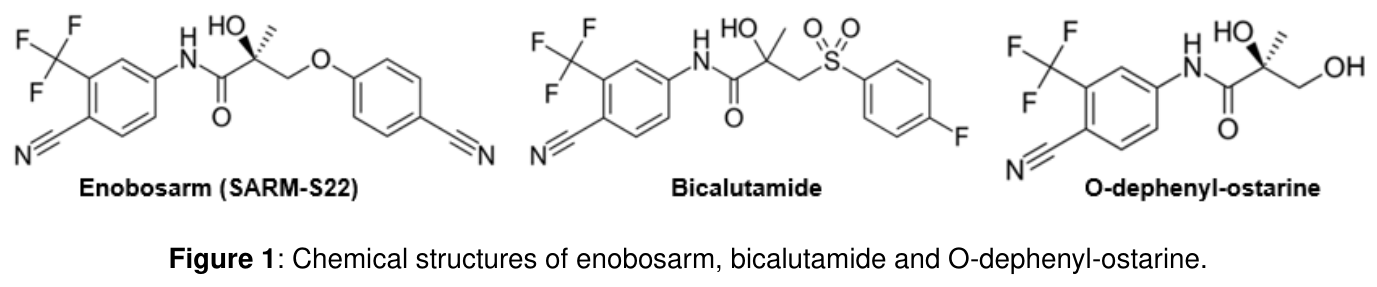 F F F N HO H N O O N
F F F N HO H N O O O S F
F F F N HO H N O OH
Enobosarm (SARM-S22)
Bicalutamide
O-dephenyl-ostarine
Figure 1: Chemical structures of enobosarm, bicalutamide and O-dephenyl-ostarine.